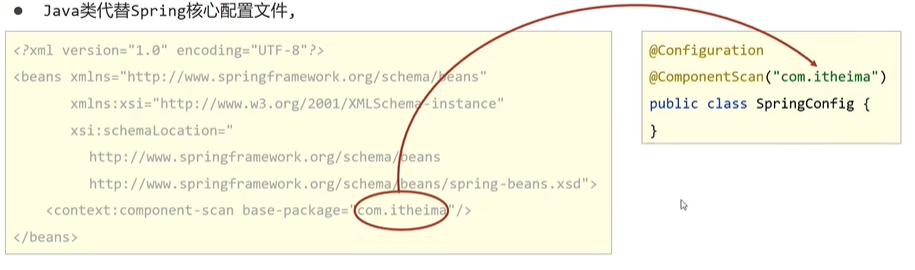 ● Java类代替Spring核心配置文件,
<?xml version="1.0" encoding="UTF-8"?>
<beans xmlns="http://www.springframework.org/schema/beans"
xmlns:xsi="http://www.w3.org/2001/XMLSchema-instance"
xsi:schemaLocation="
http://www.springframework.org/schema/beans
http://www.springframework.org/schema/beans/spring-beans.xsd">
<context:component-scan base-package="com.itheima"/>
</beans>
@Configuration
@ComponentScan("com.itheima")
public class SpringConfig {
}